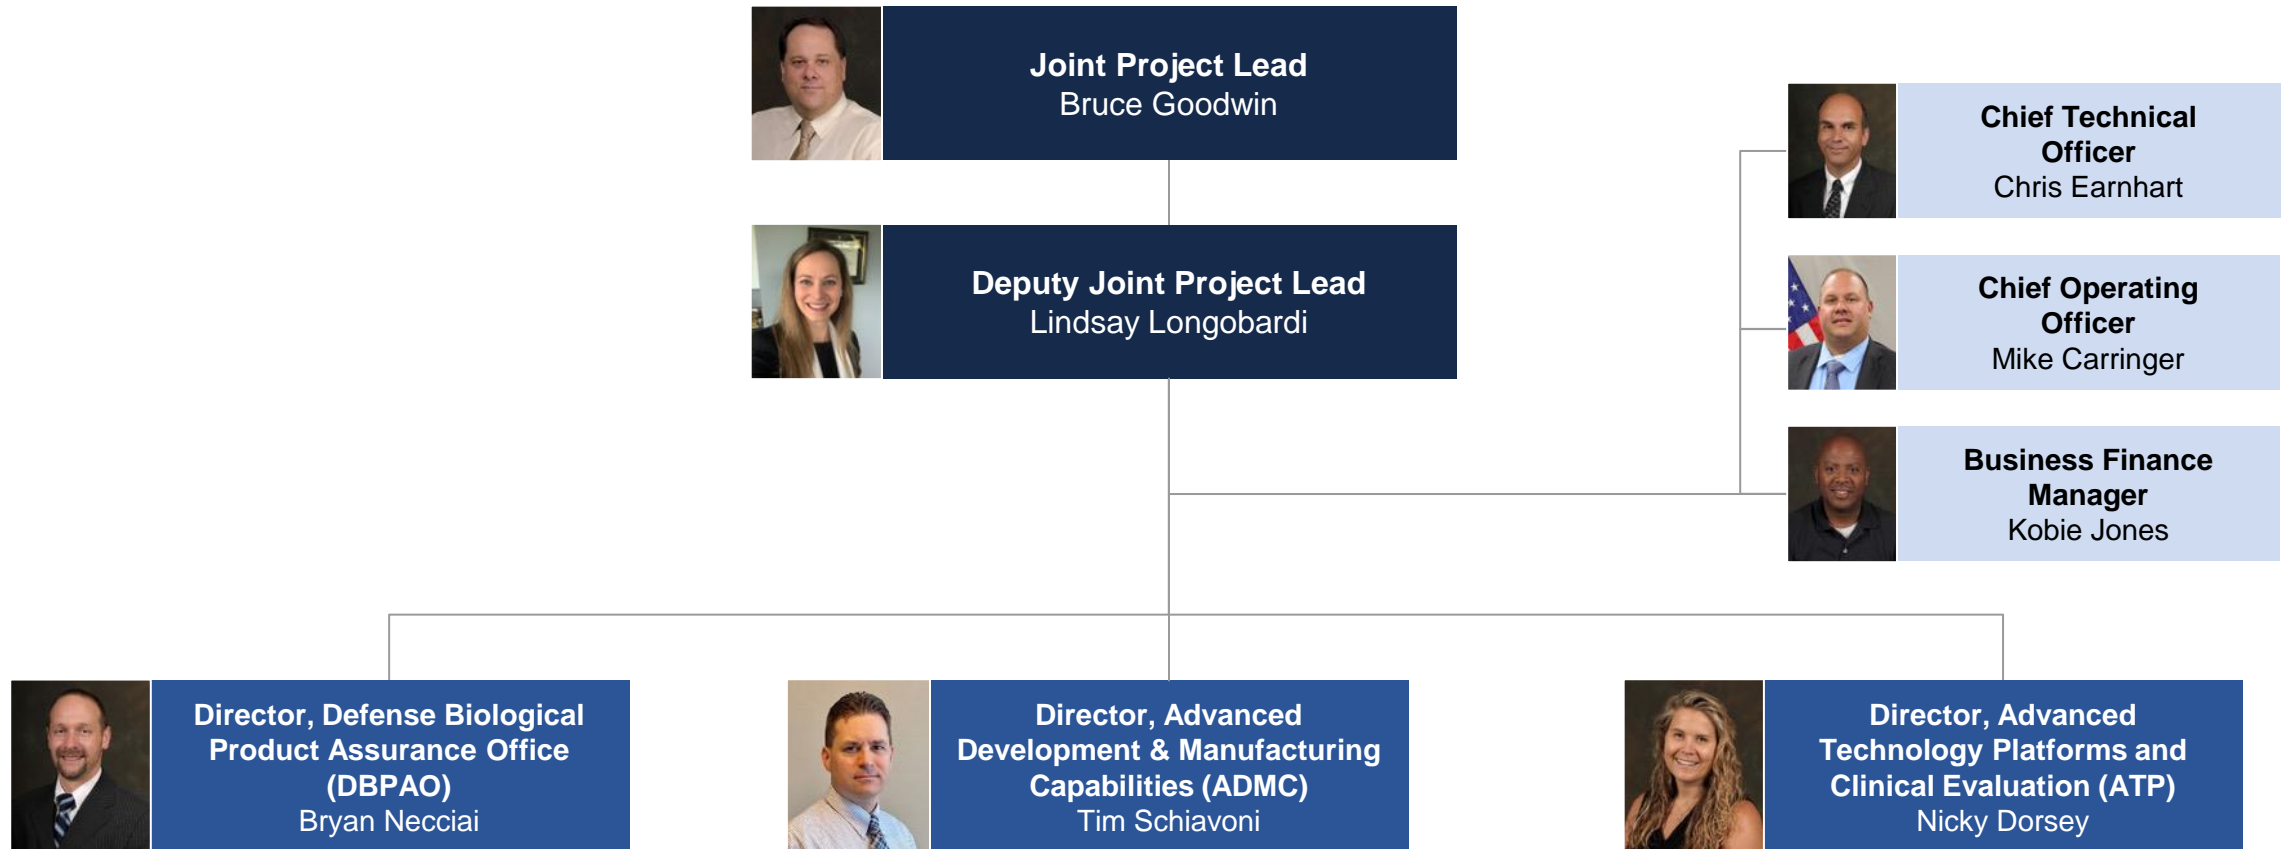 Joint Project Lead
Bruce Goodwin
Chief Technical
Officer
Chris Earnhart
Deputy Joint Project Lead
Lindsay Longobardi
Chief Operating
Officer
Mike Carringer
Business Finance
Manager
Kobie Jones
Director, Defense Biological
Product Assurance Office
(DBPAO)
Bryan Necciai
Director, Advanced
Development & Manufacturing
Capabilities (ADMC)
Tim Schiavoni
Director, Advanced
Technology Platforms and
Clinical Evaluation (ATP)
Nicky Dorsey